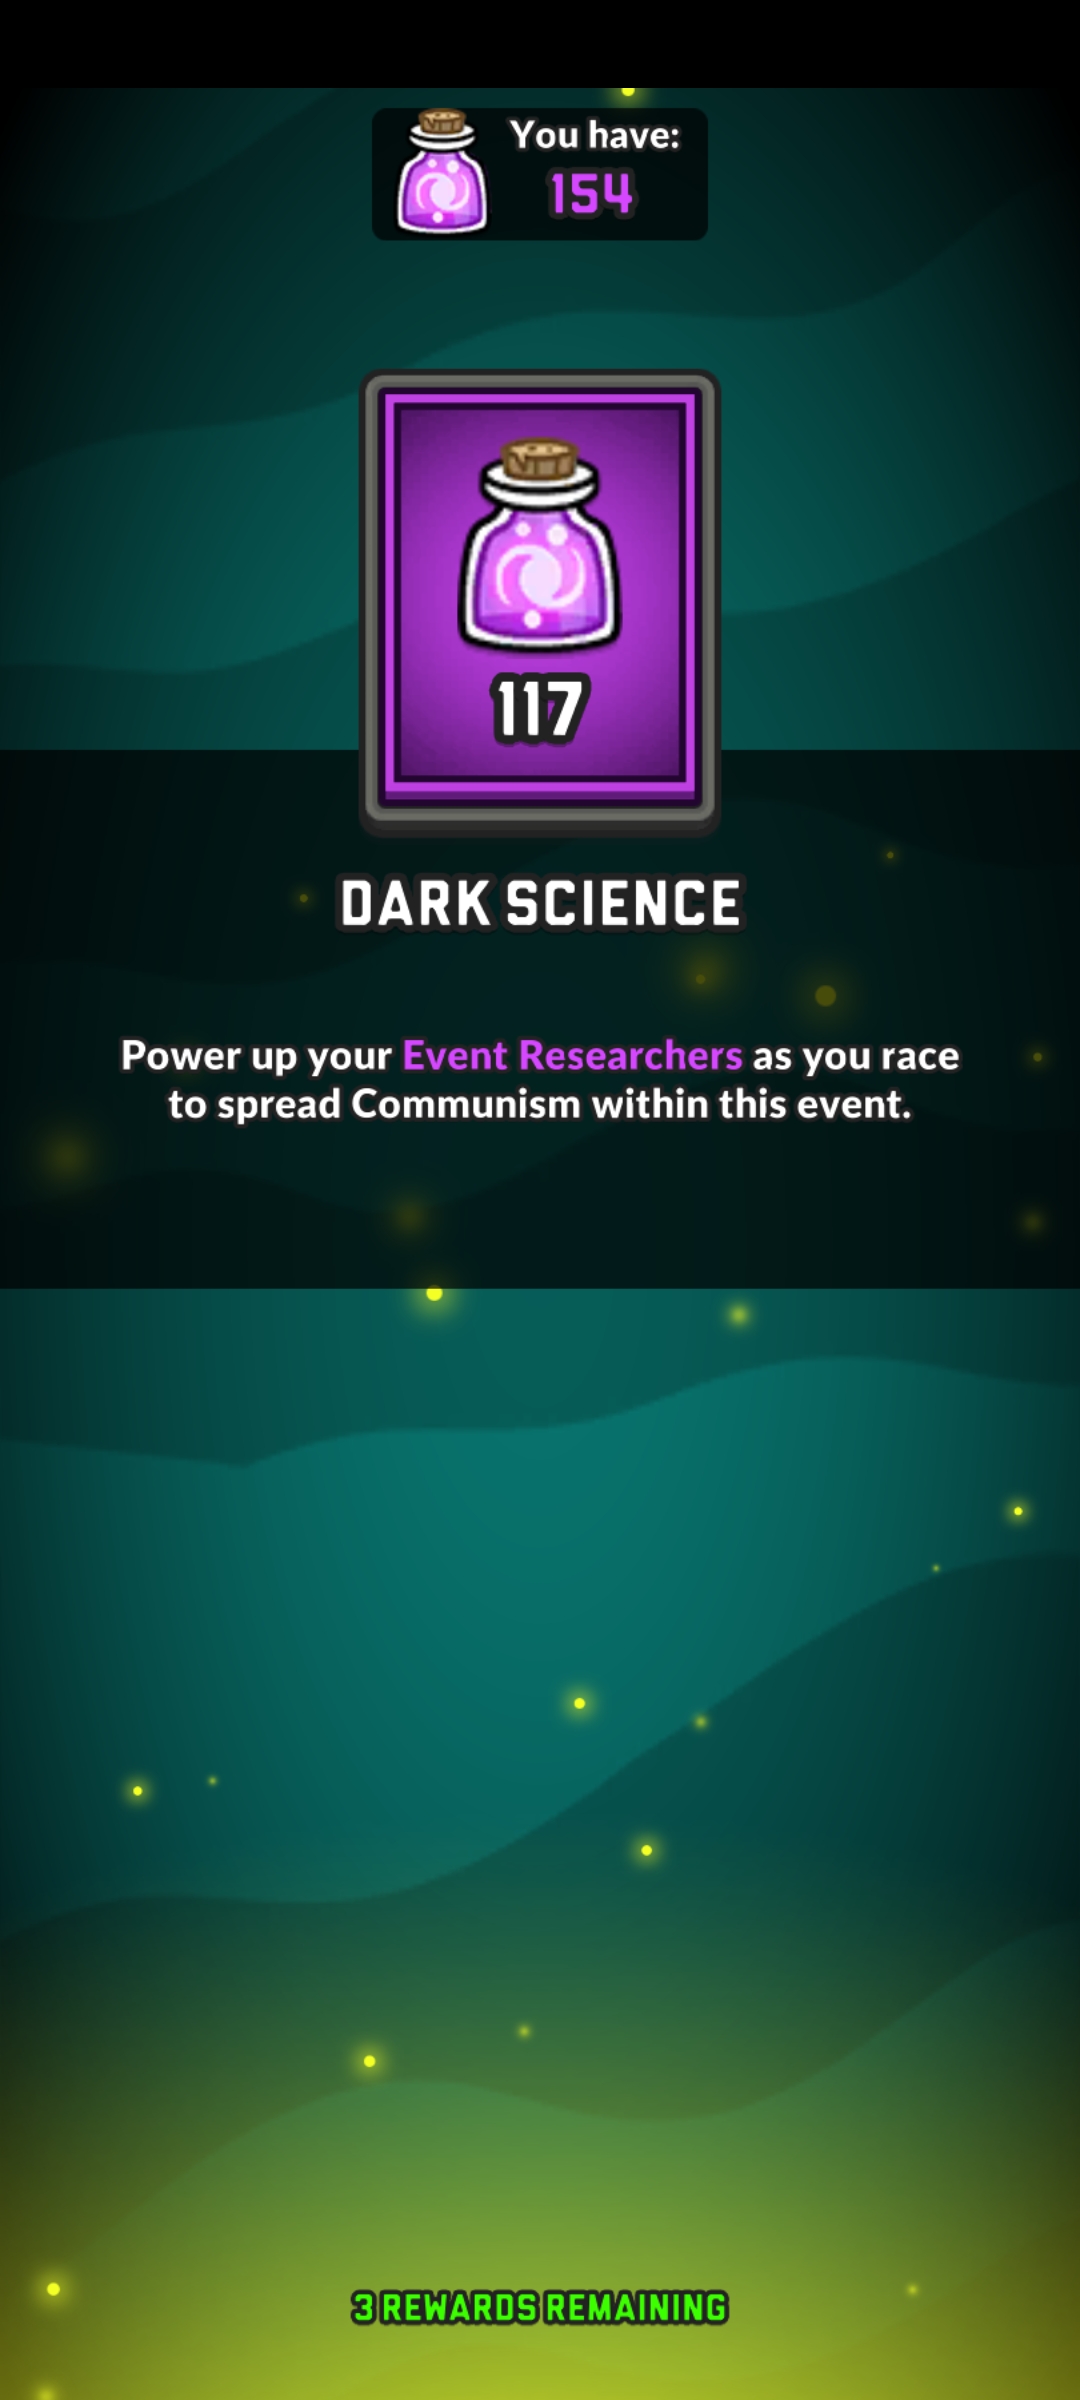 You have:
154
117
DARK SCIENCE
Power up your Event Researchers as you race
to spread Communism within this event.
3 REWARDS REMAINING